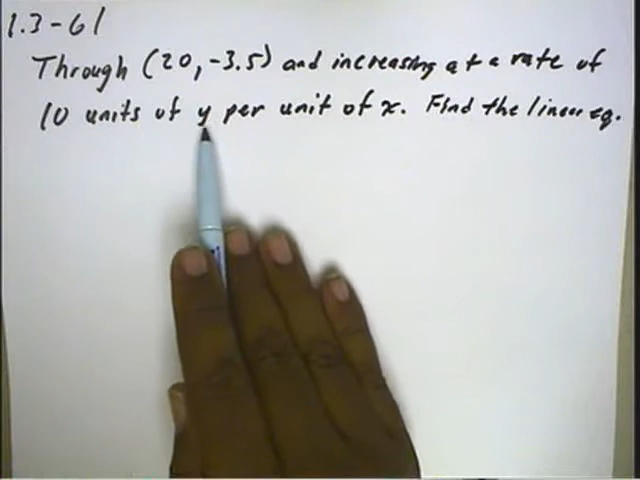 1.3-61
Through (20, -3.5) and increasing at a rate of
10 units of y per unit of x. Find the linear eq.